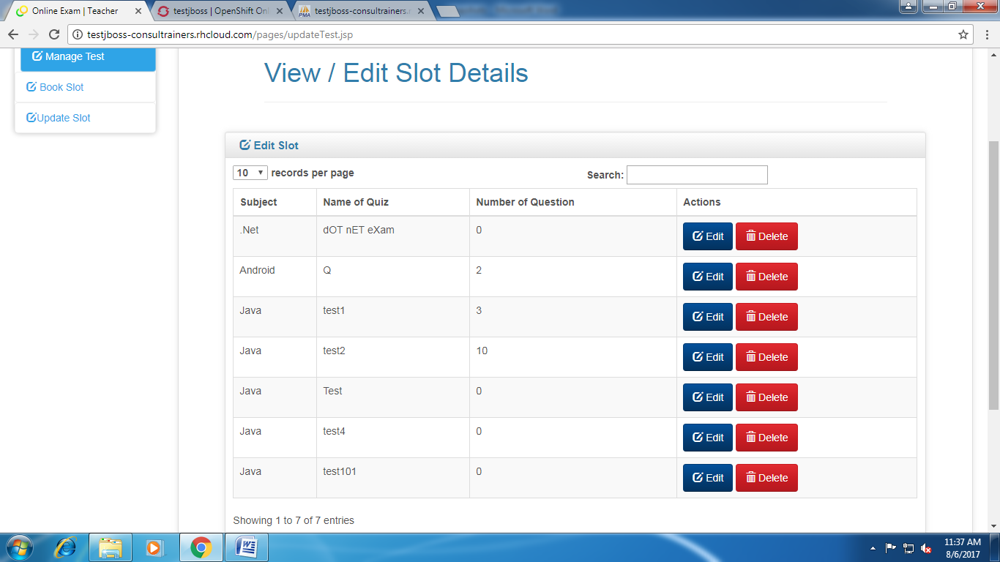 Online Exam | Teacher
testjboss | OpenShift Onl
testjboss-consultrainers.r
testjboss-consultrainers.rhcloud.com/pages/updateTest.jsp
Manage Test
Book Slot
Update Slot
View / Edit Slot Details
Edit Slot
10 records per page Search:
Subject Name of Quiz Number of Question Actions
.Net dOT nET eXam 0 Edit Delete
Android Q 2 Edit Delete
Java test1 3 Edit Delete
Java test2 10 Edit Delete
Java Test 0 Edit Delete
Java test4 0 Edit Delete
Java test101 0 Edit Delete
Showing 1 to 7 of 7 entries
11:37 AM
8/6/2017